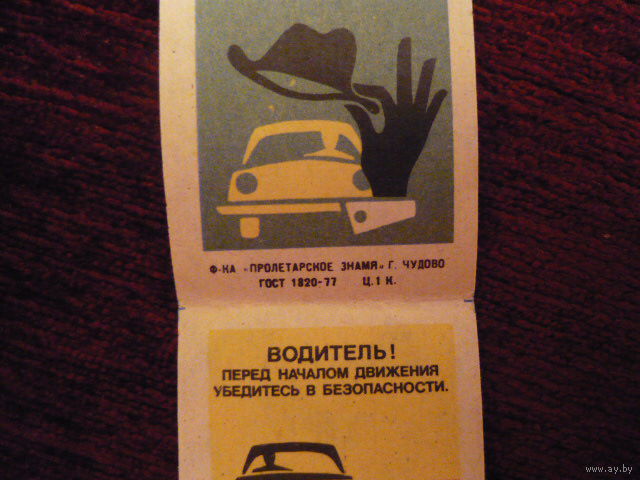 Ф-КА «ПРОЛЕТАРСКОЕ ЗНАМЯ» Г. ЧУДОВО
ГОСТ 1820-77 Ц.1 К.
ВОДИТЕЛЬ!
ПЕРЕД НАЧАЛОМ ДВИЖЕНИЯ
УБЕДИТЕСЬ В БЕЗОПАСНОСТИ.
www.ay.by